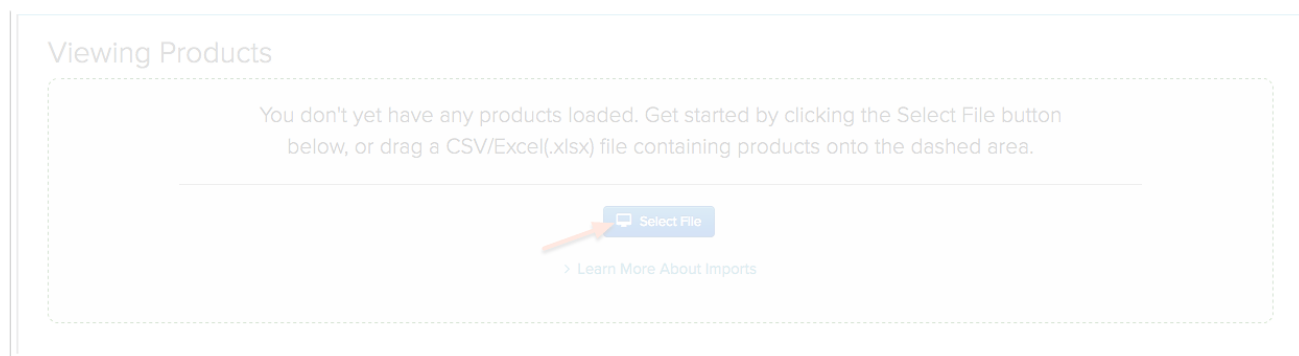 Viewing Products
You don't yet have any products loaded. Get started by clicking the Select File button
below, or drag a CSV/Excel(.xlsx) file containing products onto the dashed area.
Select File
> Learn More About Imports